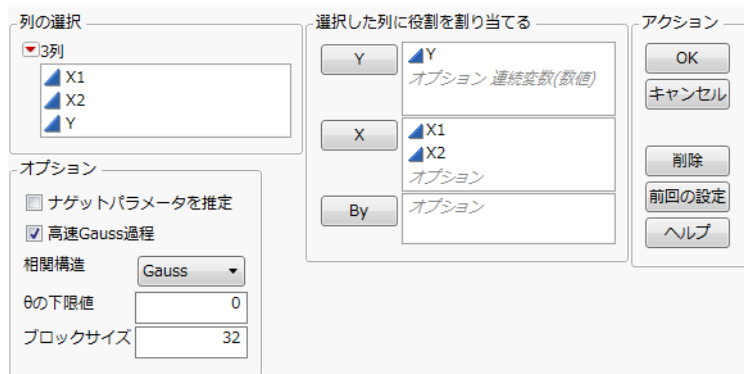 列の選択
3列
X1
X2
Y
オプション
ナゲットパラメータを推定
高速Gauss過程
相関構造
Gauss
θの下限値
0
ブロックサイズ
32
選択した列に役割を割り当てる
Y
Y
オプション 連続変数(数値)
X
X1
X2
オプション
By
オプション
アクション
OK
キャンセル
削除
前回の設定
ヘルプ